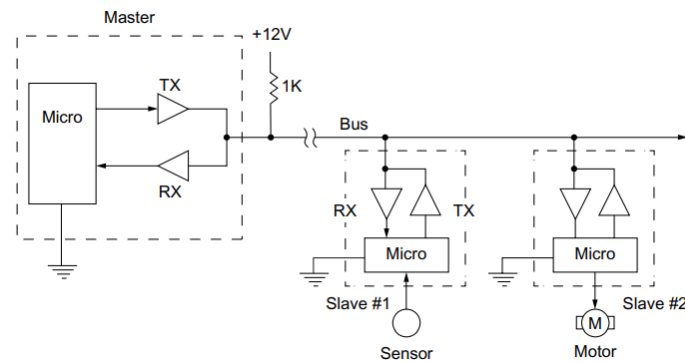 Master
+12V
TX
1K
Micro
Bus
RX
RX
TX
Micro
Micro
Slave #1
Slave #2
M
Sensor
Motor